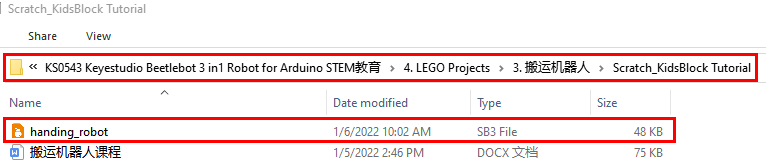 Scratch_KidsBlock Tutorial
Share View
« KS0543 Keyestudio Beetlebot 3 in1 Robot for Arduino STEM教育 > 4. LEGO Projects > 3. 搬运机器人 > Scratch_KidsBlock Tutorial
Name Date modified Type Size
handing_robot 1/6/2022 10:02 AM SB3 File 48 KB
搬运机器人课程 1/5/2022 2:46 PM DOCX 文档 75 KB